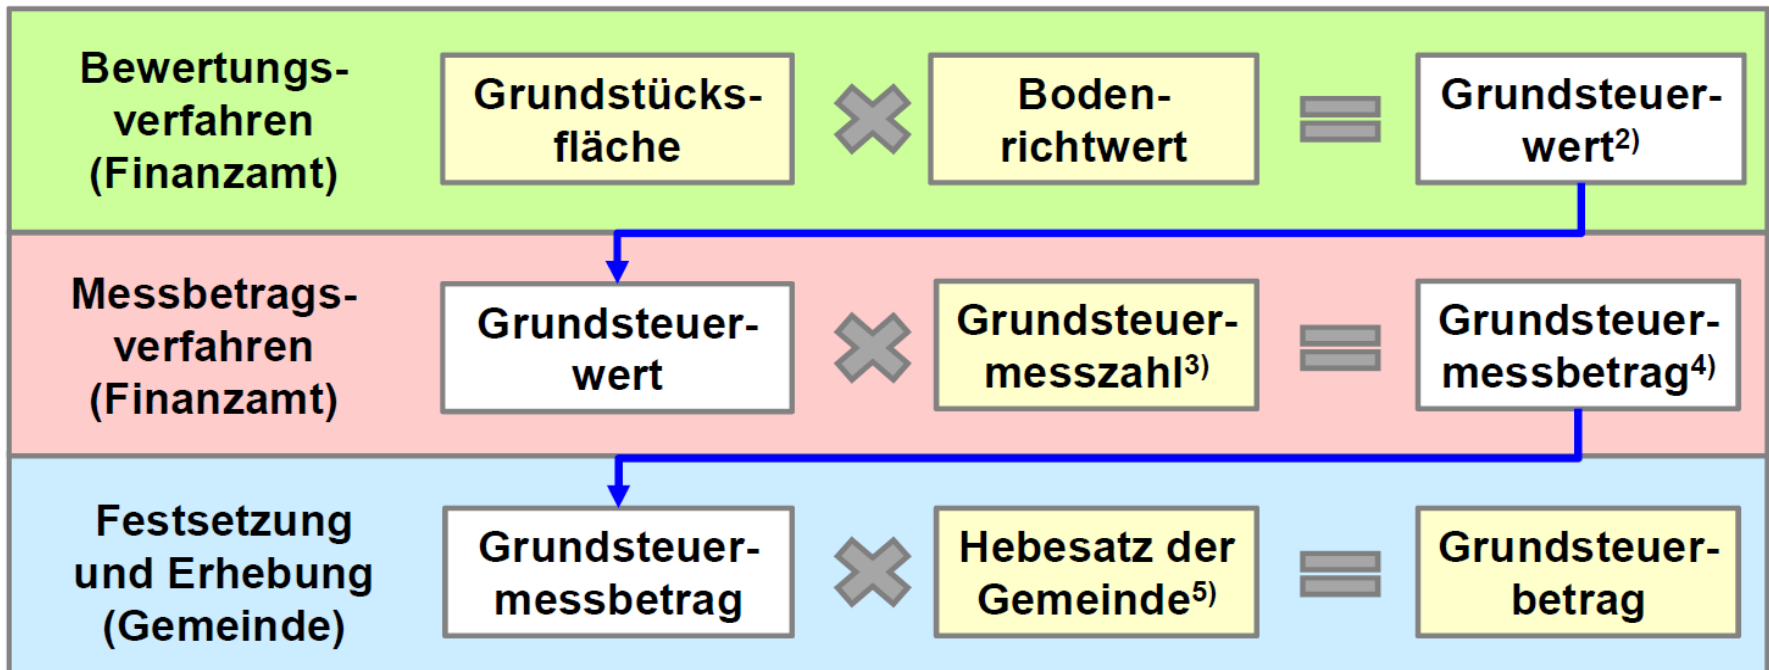 Bewertungs-
verfahren
(Finanzamt)
Grundstücks-
fläche
Boden-
richtwert
Grundsteuer-
wert2)
Messbetrags-
verfahren
(Finanzamt)
Grundsteuer-
wert
Grundsteuer-
messzahl3)
Grundsteuer-
messbetrag4)
Festsetzung
und Erhebung
(Gemeinde)
Grundsteuer-
messbetrag
Hebesatz der
Gemeinde5)
Grundsteuer-
betrag